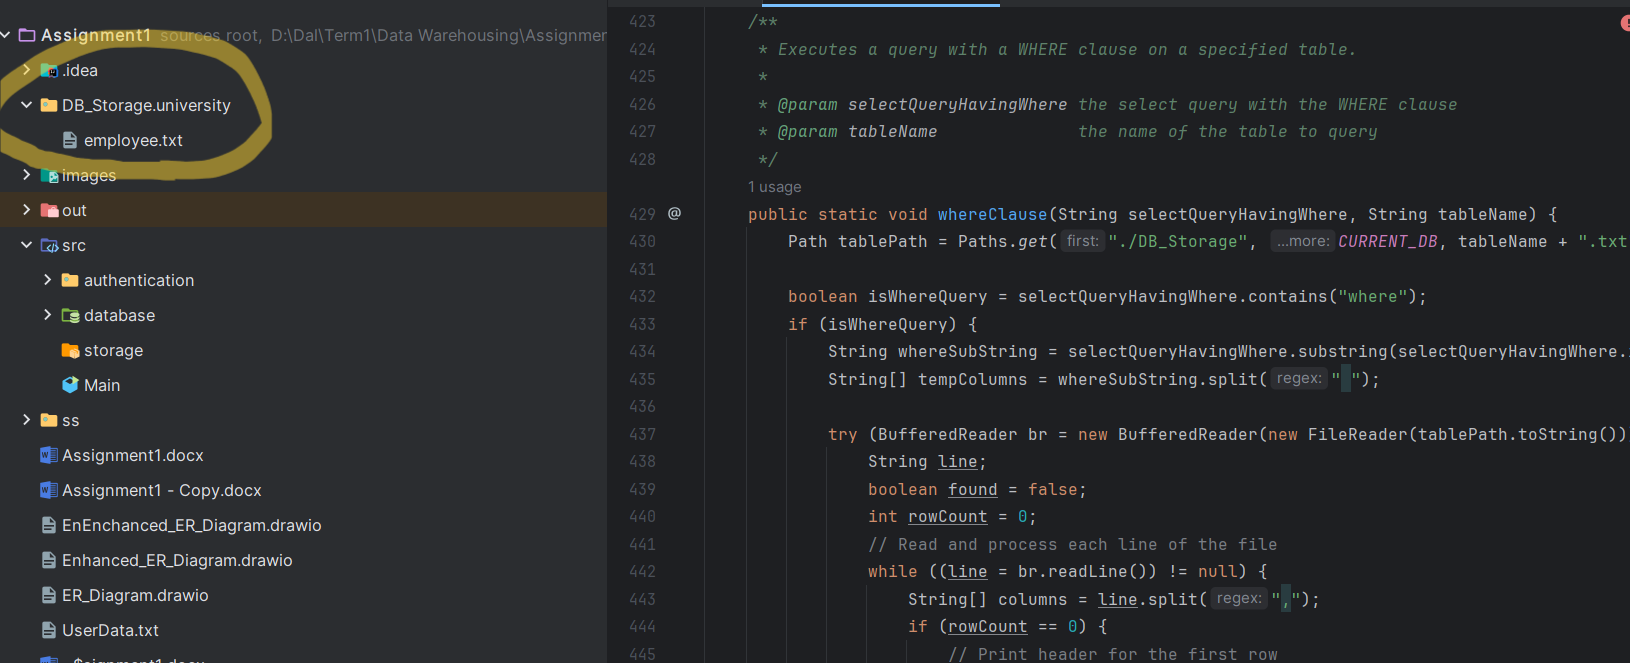 Assignment1 sources root, D:\Dal\Term1\Data Warehousing\Assignmen
.idea
DB_Storage.university
employee.txt
images
out
src
authentication
database
storage
Main
ss
Assignment1.docx
Assignment1 - Copy.docx
EnEnchanced_ER_Diagram.drawio
Enhanced_ER_Diagram.drawio
ER_Diagram.drawio
UserData.txt
423 /**
424 * Executes a query with a WHERE clause on a specified table.
425 *
426 * @param selectQueryHavingWhere the select query with the WHERE clause
427 * @param tableName the name of the table to query
428 */
1 usage
429 @ public static void whereClause(String selectQueryHavingWhere, String tableName) {
430 Path tablePath = Paths.get( first: "./DB_Storage", ...more: CURRENT_DB, tableName + ".txt
431
432 boolean isWhereQuery = selectQueryHavingWhere.contains("where");
433 if (isWhereQuery) {
434 String whereSubString = selectQueryHavingWhere.substring(selectQueryHavingWhere.
435 String[] tempColumns = whereSubString.split( regex: " ");
436
437 try (BufferedReader br = new BufferedReader(new FileReader(tablePath.toString())
438 String line;
439 boolean found = false;
440 int rowCount = 0;
441 // Read and process each line of the file
442 while ((line = br.readLine()) != null) {
443 String[] columns = line.split( regex: ",");
444 if (rowCount == 0) {
445 // Print header for the first row